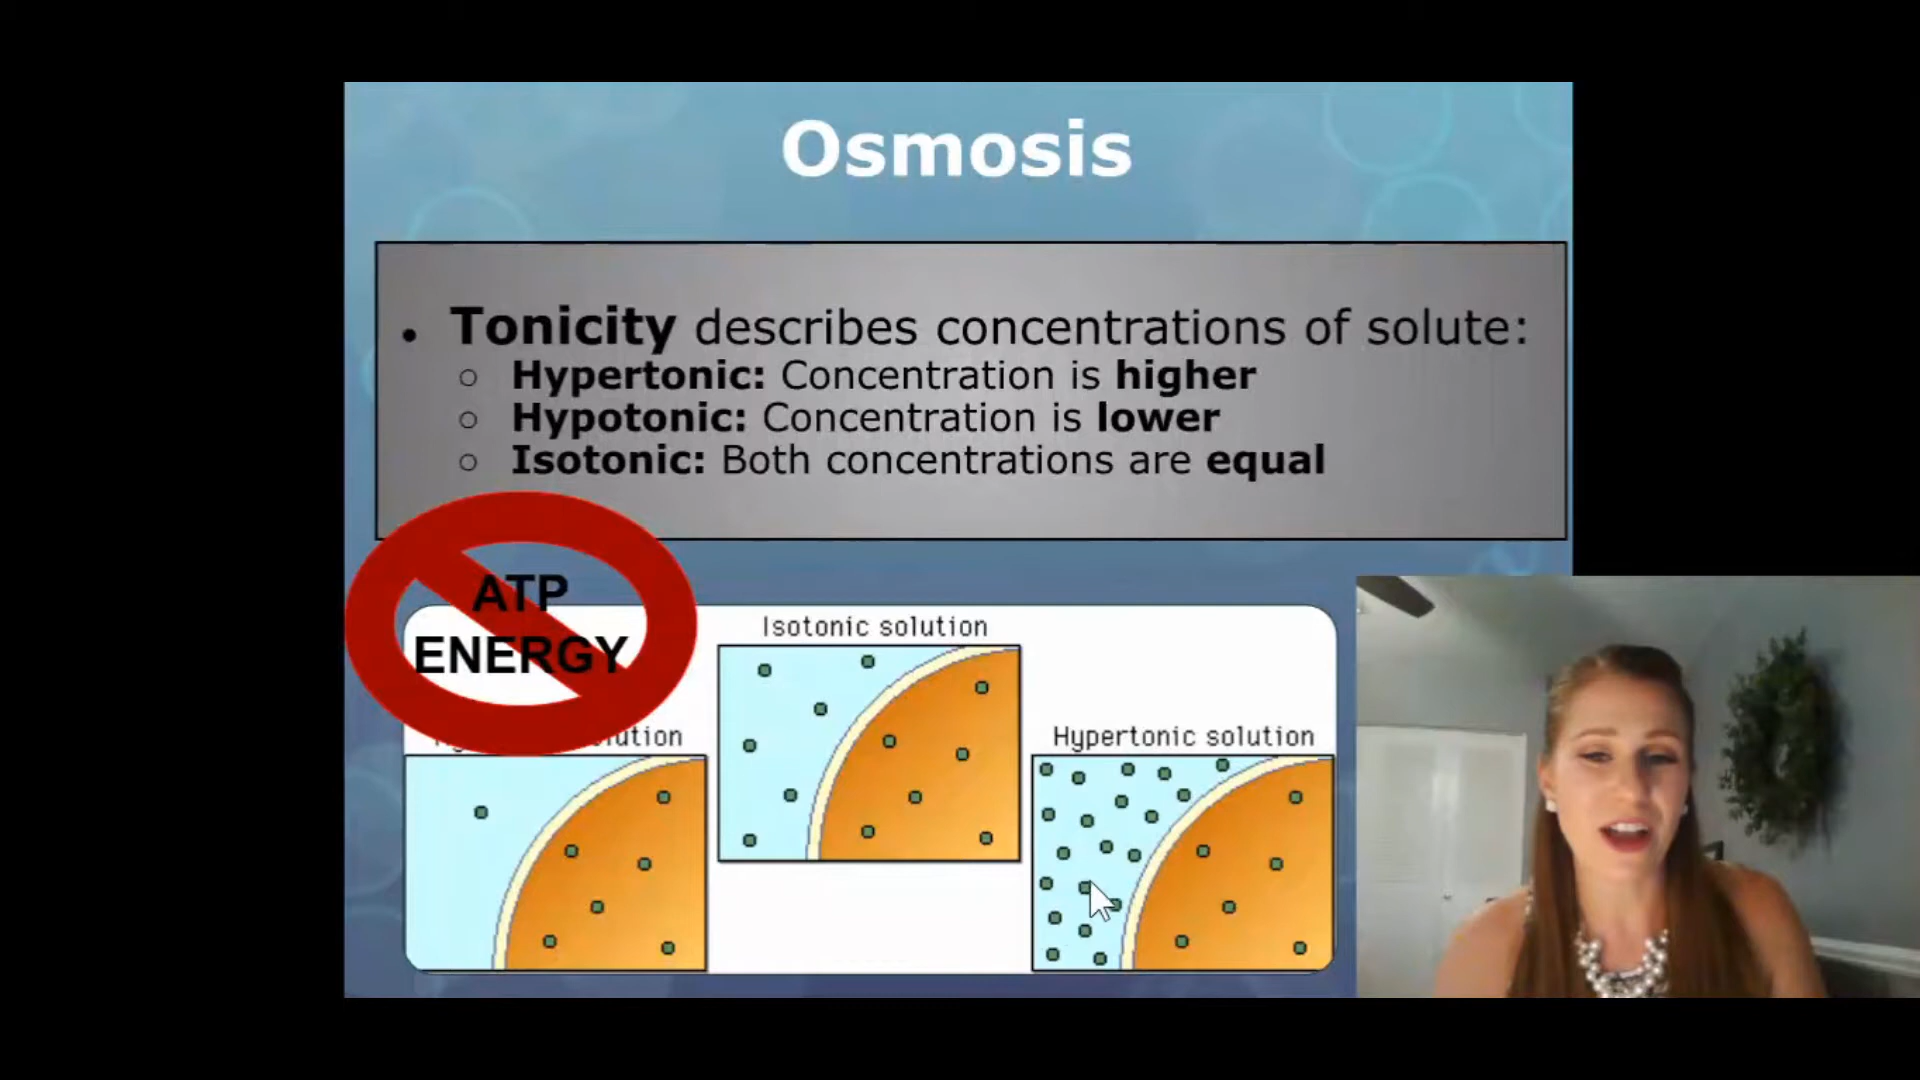 Osmosis
• Tonicity describes concentrations of solute:
○ Hypertonic: Concentration is higher
○ Hypotonic: Concentration is lower
○ Isotonic: Both concentrations are equal
ATP
ENERGY
Isotonic solution
Hypertonic solution